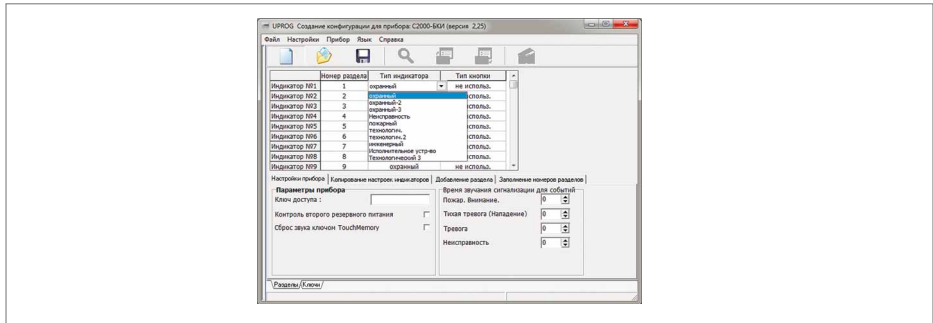 UPROG Создание конфигурации для прибора: С2000-БКИ (версия 2,25)
Файл Настройки Прибор Язык Справка
Номер раздела Тип индикатора Тип кнопки
Индикатор №1 1 охранный не использ.
Индикатор №2 2 охранный использ.
Индикатор №3 3 охранный-2 использ.
охранный-3
Индикатор №4 4 Неисправность использ.
Индикатор №5 5 пожарный использ.
технологич.
Индикатор №6 6 технологич.2 использ.
Индикатор №7 7 инженерный использ.
Исполнительное устр-во
Индикатор №8 8 Технологический 3 использ.
Индикатор №9 9 охранный не использ.
Настройки прибора Копирование настроек индикаторов Добавление раздела Заполнение номеров разделов
Параметры прибора
Ключ доступа :
Контроль второго резервного питания
Сброс звука ключом TouchMemory
Время звучания сигнализации для событий
Пожар. Внимание. 0
Тихая тревога (Нападение) 0
Тревога 0
Неисправность 0
Разделы Ключи